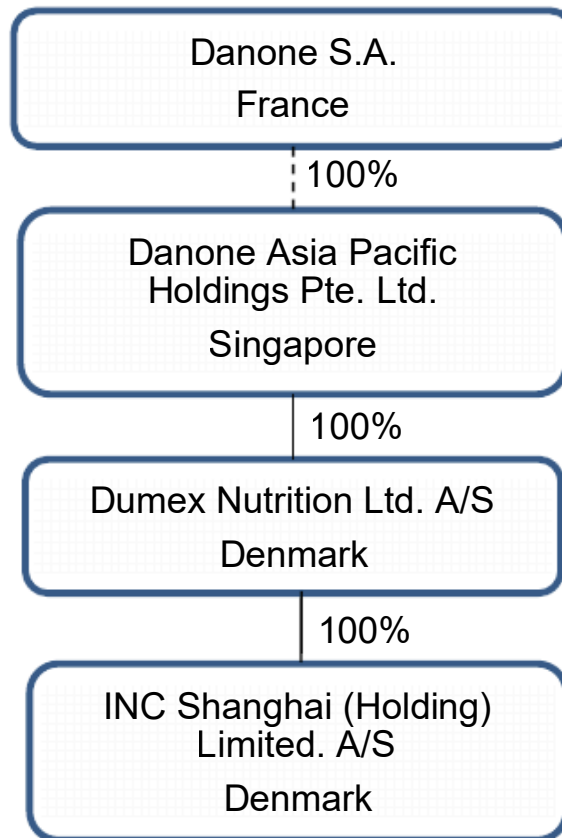 Danone S.A.
France
100%
Danone Asia Pacific
Holdings Pte. Ltd.
Singapore
100%
Dumex Nutrition Ltd. A/S
Denmark
100%
INC Shanghai (Holding)
Limited. A/S
Denmark